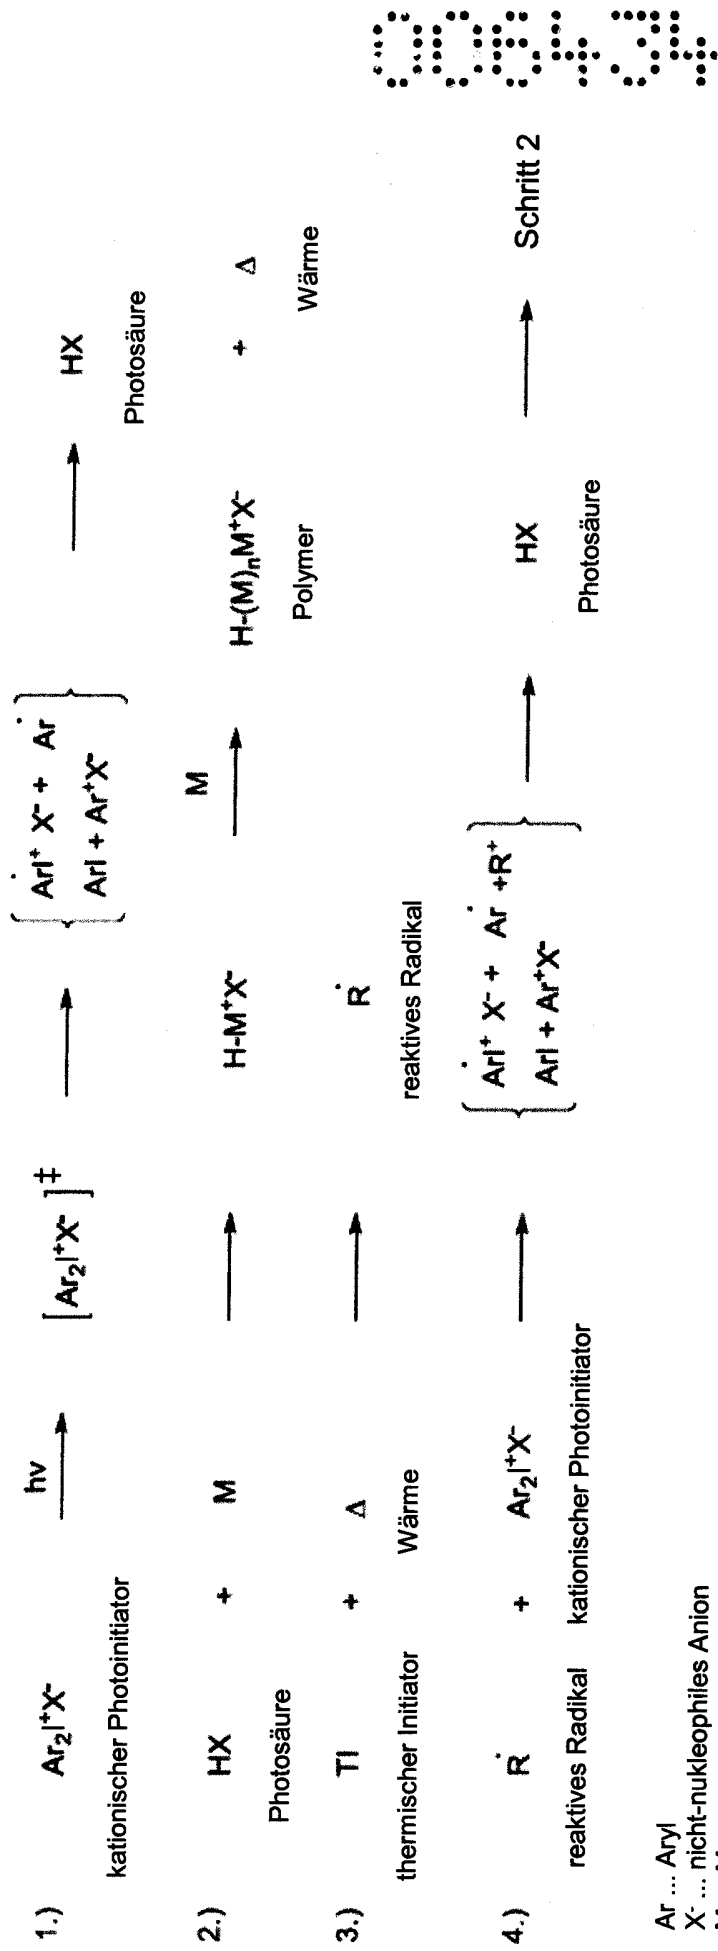 1.) Ar₂I⁺X⁻ hν [Ar₂I⁺X⁻]‡ ArI⁺ X⁻ + Ar HX
ArI + Ar⁺X⁻
kationischer Photoinitiator Photosäure
2.) HX + M H-M⁺X⁻ M H-(M)ₙM⁺X⁻ + Δ
Photosäure Polymer Wärme
3.) TI + Δ Ṙ
thermischer Initiator Wärme reaktives Radikal
4.) Ṙ + Ar₂I⁺X⁻ ArI⁺ X⁻ + Ar +R⁺ HX Schritt 2
ArI + Ar⁺X⁻
reaktives Radikal kationischer Photoinitiator Photosäure
Ar ... Aryl
X⁻ ... nicht-nukleophiles Anion